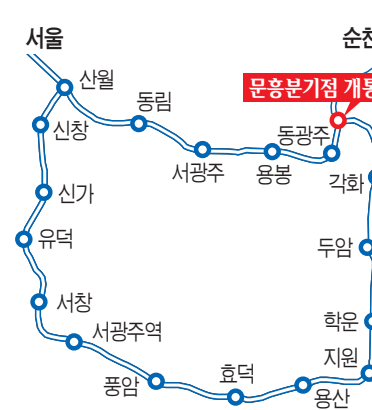 서울
순천
산월
문흥분기점 개통
동림
신창
동광주
서광주
용봉
각화
신가
유덕
두암
서창
학운
서광주역
지원
효덕
풍암
용산